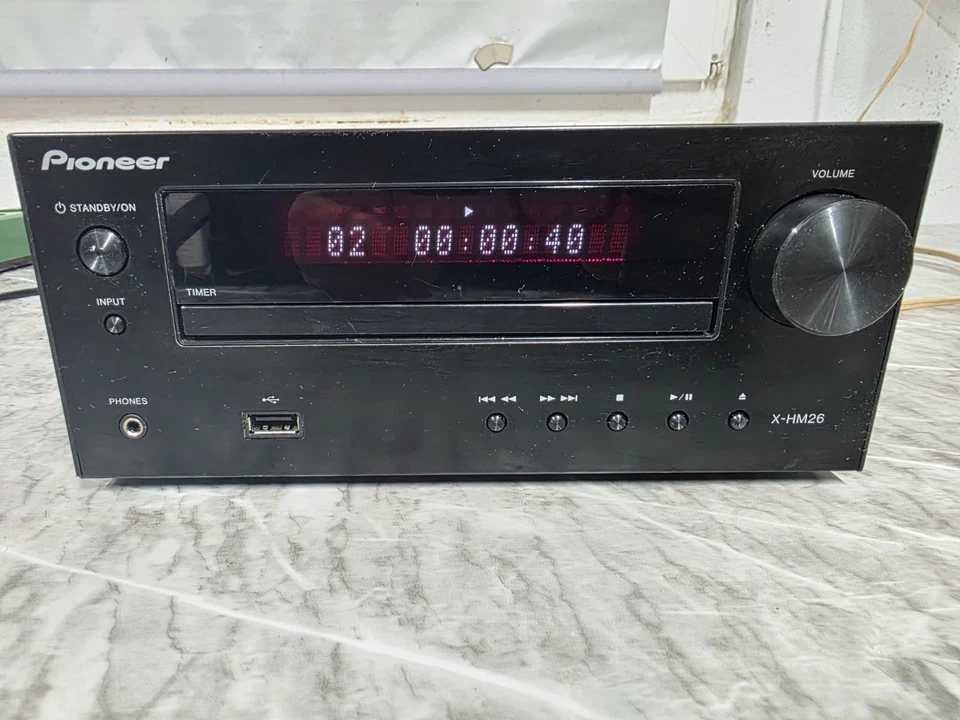 Pioneer
VOLUME
STANDBY/ON
02 00:00:40
TIMER
INPUT
PHONES
X-HM26